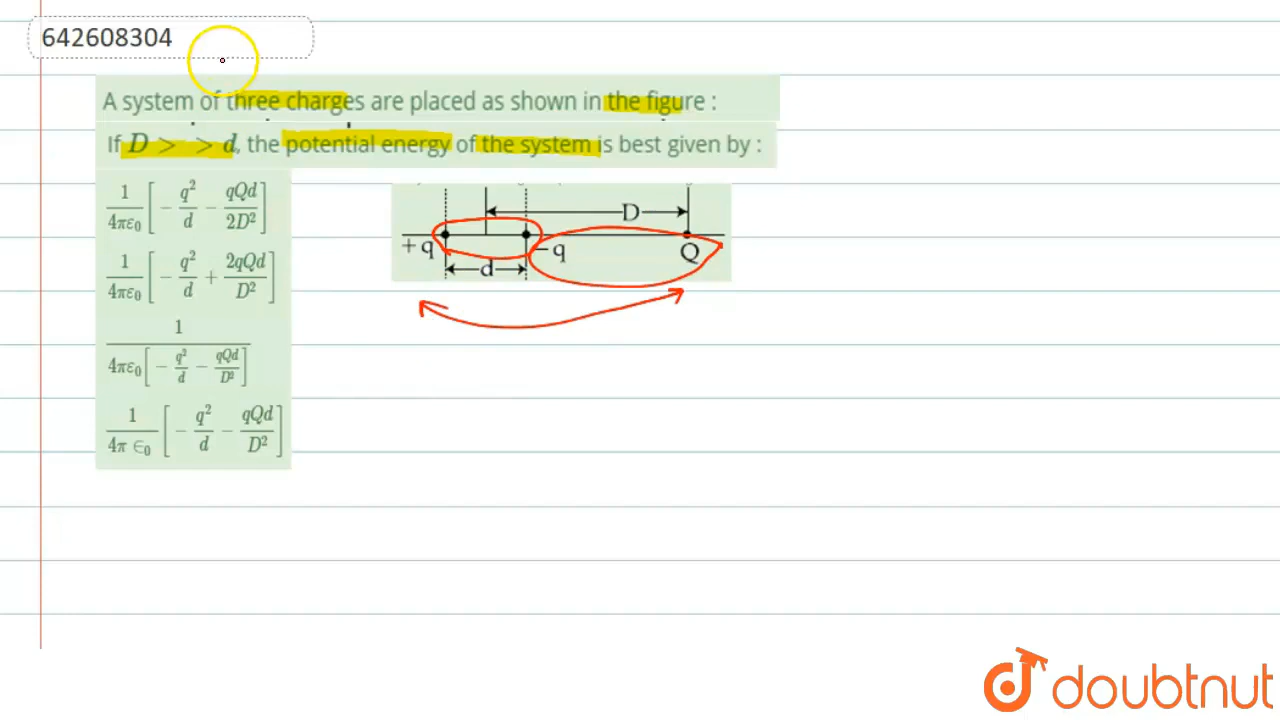 642608304
A system of three charges are placed as shown in the figure :
If D > > d, the potential energy of the system is best given by :
1/4πε₀ [ − q²/d − qQd/2D² ]
1/4πε₀ [ − q²/d + 2qQd/D² ]
1/4πε₀[ − q²/d − qQd/D² ]
1/4π ∈₀ [ − q²/d − qQd/D² ]
D
+q −q Q
d
doubtnut